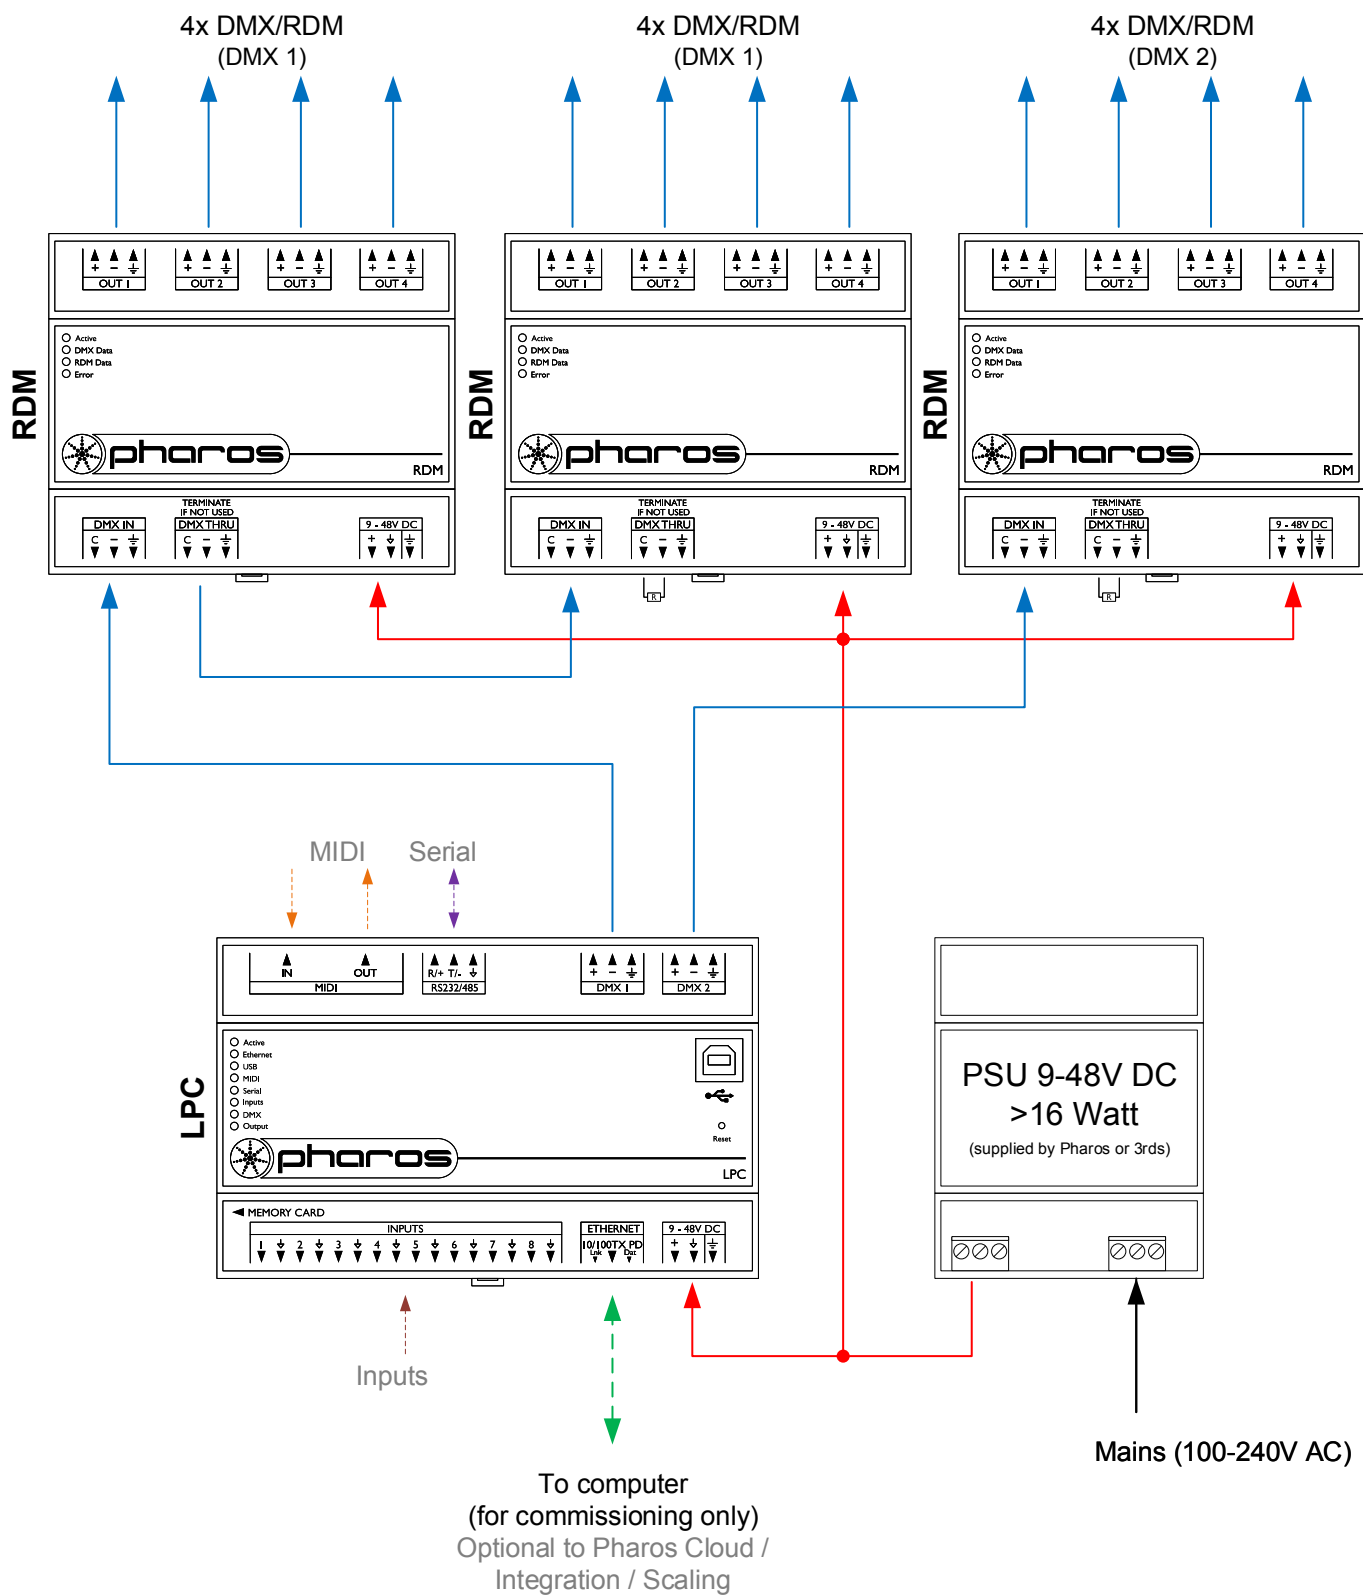 4x DMX/RDM
(DMX 1)
4x DMX/RDM
(DMX 1)
4x DMX/RDM
(DMX 2)
RDM
+ −
OUT 1
+ −
OUT 2
+ −
OUT 3
+ −
OUT 4
Active
DMX Data
RDM Data
Error
pharos
RDM
DMX IN
C −
TERMINATE
IF NOT USED
DMX THRU
C −
9 - 48V DC
+
RDM
+ −
OUT 1
+ −
OUT 2
+ −
OUT 3
+ −
OUT 4
Active
DMX Data
RDM Data
Error
pharos
RDM
DMX IN
C −
TERMINATE
IF NOT USED
DMX THRU
C −
R
9 - 48V DC
+
RDM
+ −
OUT 1
+ −
OUT 2
+ −
OUT 3
+ −
OUT 4
Active
DMX Data
RDM Data
Error
pharos
RDM
DMX IN
C −
TERMINATE
IF NOT USED
DMX THRU
C −
R
9 - 48V DC
+
MIDI
Serial
LPC
IN OUT
MIDI
R/+ T/-
RS232/485
+ −
DMX 1
+ −
DMX 2
Active
Ethernet
USB
MIDI
Serial
Inputs
DMX
Output
Reset
pharos
LPC
MEMORY CARD
INPUTS
1 2 3 4 5 6 7 8
ETHERNET
10/100TX PD
Lnk Dat
9 - 48V DC
+
PSU 9-48V DC
>16 Watt
(supplied by Pharos or 3rds)
Inputs
Mains (100-240V AC)
To computer
(for commissioning only)
Optional to Pharos Cloud /
Integration / Scaling